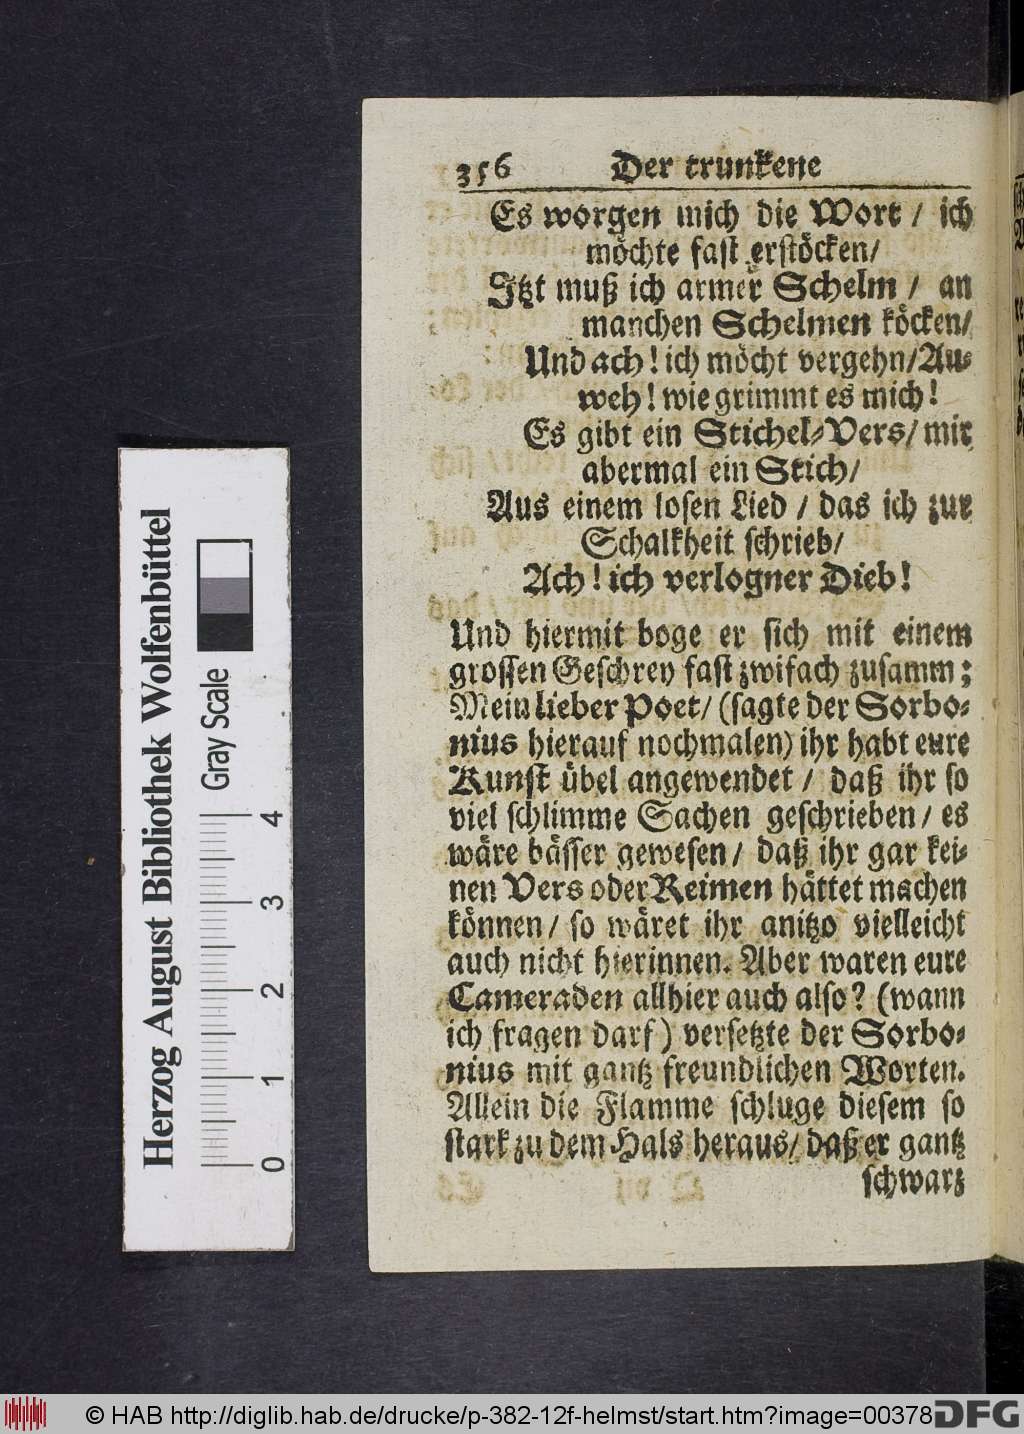 356 Der trunkene
Es worgen mich die Wort / ich
möchte fast erstöcken/
Itzt muß ich armer Schelm / an
manchen Schelmen köcken/
Und ach! ich möcht vergehn/Au-
weh! wie grimmt es mich!
Es gibt ein Stichel-Vers/ mir
abermal ein Stich/
Aus einem losen Lied / das ich zur
Schalkheit schrieb/
Ach! ich verlogner Dieb!
Und hiermit boge er sich mit einem
grossen Geschrey fast zwifach zusamm;
Mein lieber Poet/ (sagte der Sorbo-
nius hierauf nochmalen) ihr habt eure
Kunst übel angewendet / daß ihr so
viel schlimme Sachen geschrieben/ es
wäre bässer gewesen/ daß ihr gar kei-
nen Vers oder Reimen hättet machen
können/ so wäret ihr anitzo vielleicht
auch nicht hierinnen. Aber waren eure
Cameraden allhier auch also? (wann
ich fragen darf) versetzte der Sorbo-
nius mit gantz freundlichen Worten.
Allein die Flamme schluge diesem so
stark zu dem Hals heraus/ daß er gantz
schwarz
Herzog August Bibliothek Wolfenbüttel
Gray Scale
0 1 2 3 4
© HAB http://diglib.hab.de/drucke/p-382-12f-helmst/start.htm?image=00378
DFG